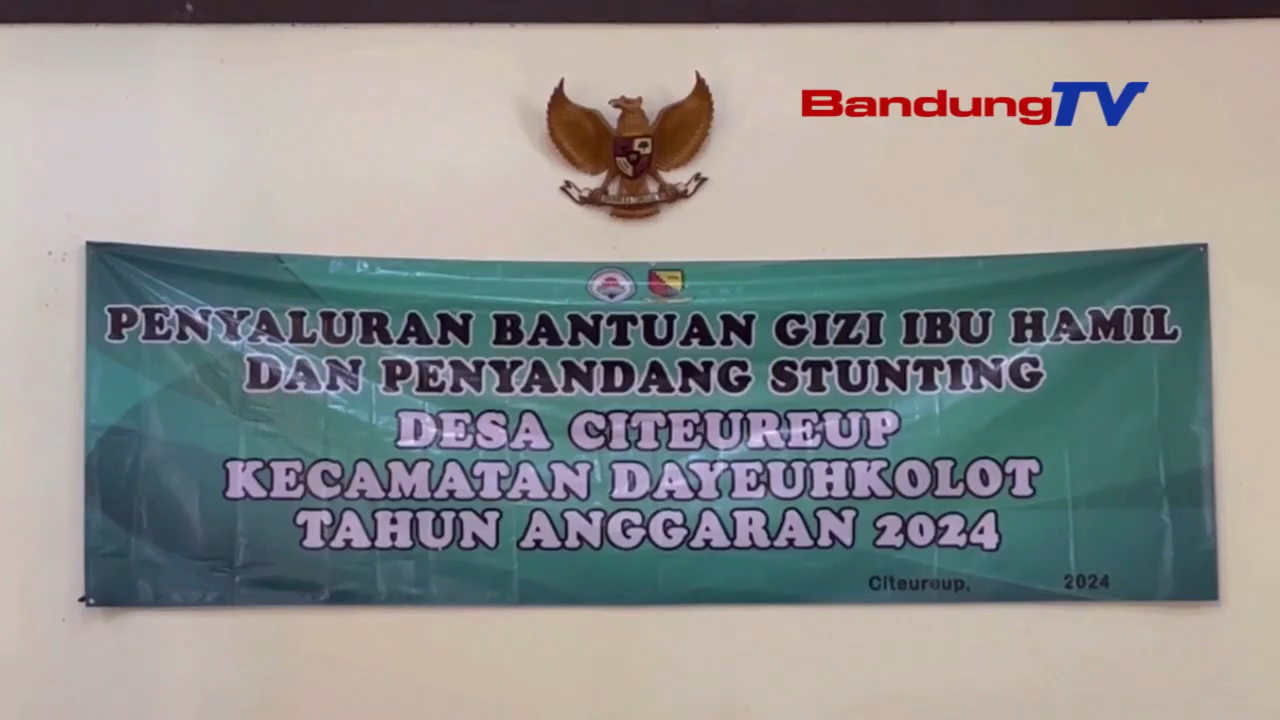 BandungTV
PENYALURAN BANTUAN GIZI IBU HAMIL
DAN PENYANDANG STUNTING
DESA CITEUREUP
KECAMATAN DAYEUHKOLOT
TAHUN ANGGARAN 2024
Citeureup, 2024